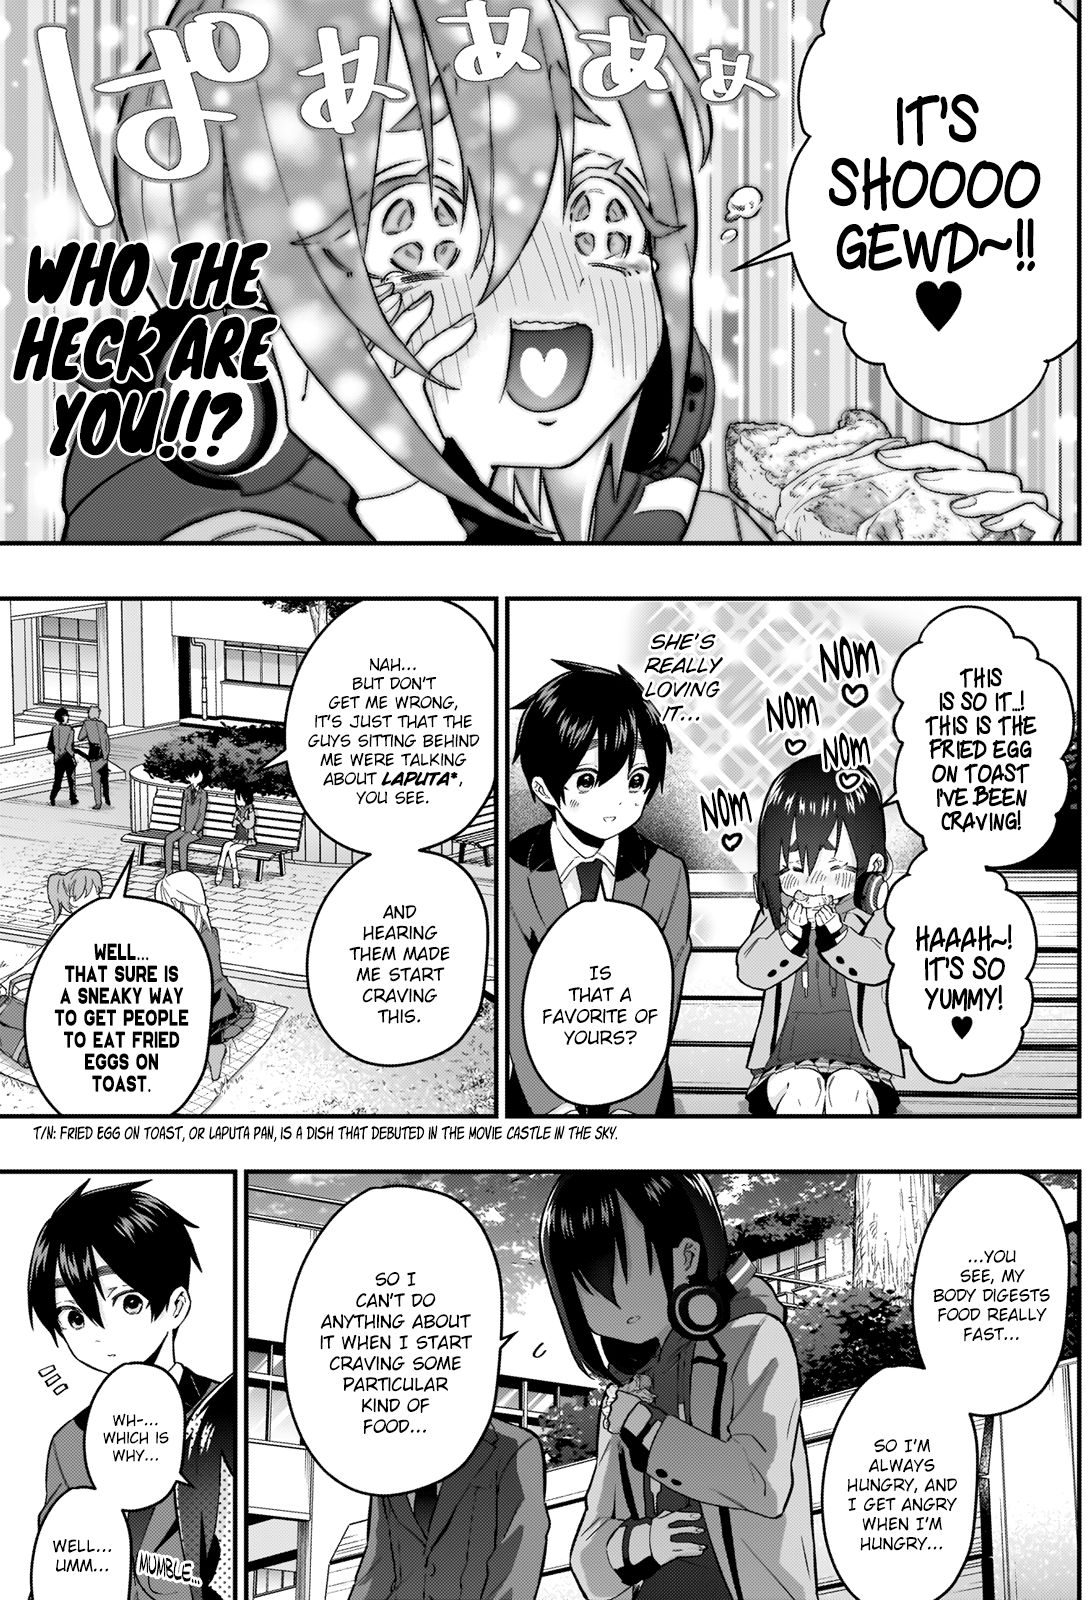 IT'S
SHOOOO
GEWD~!!
♥
ぱぁぁぁぁ
WHO THE
HECK ARE
YOU!!!?
THIS
IS SO IT...!
THIS IS THE
FRIED EGG
ON TOAST
I'VE BEEN
CRAVING!
HAAAH~!
IT'S SO
YUMMY!
♥
NOM
♡
NOM
♡
NOM
♡
NOM
♡
SHE'S
REALLY
LOVING
IT...
IS
THAT A
FAVORITE OF
YOURS?
NAH...
BUT DON'T
GET ME WRONG,
IT'S JUST THAT THE
GUYS SITTING BEHIND
ME WERE TALKING
ABOUT LAPUTA*,
YOU SEE.
AND
HEARING
THEM MADE
ME START
CRAVING
THIS.
WELL...
THAT SURE IS
A SNEAKY WAY
TO GET PEOPLE
TO EAT FRIED
EGGS ON
TOAST.
T/N: FRIED EGG ON TOAST, OR LAPUTA PAN, IS A DISH THAT DEBUTED IN THE MOVIE CASTLE IN THE SKY.
...YOU
SEE, MY
BODY DIGESTS
FOOD REALLY
FAST...
SO I'M
ALWAYS
HUNGRY, AND
I GET ANGRY
WHEN I'M
HUNGRY...
SO I
CAN'T DO
ANYTHING ABOUT
IT WHEN I START
CRAVING SOME
PARTICULAR
KIND OF
FOOD...
WH-...
WHICH IS
WHY...
WELL...
UMM...
MUMBLE...